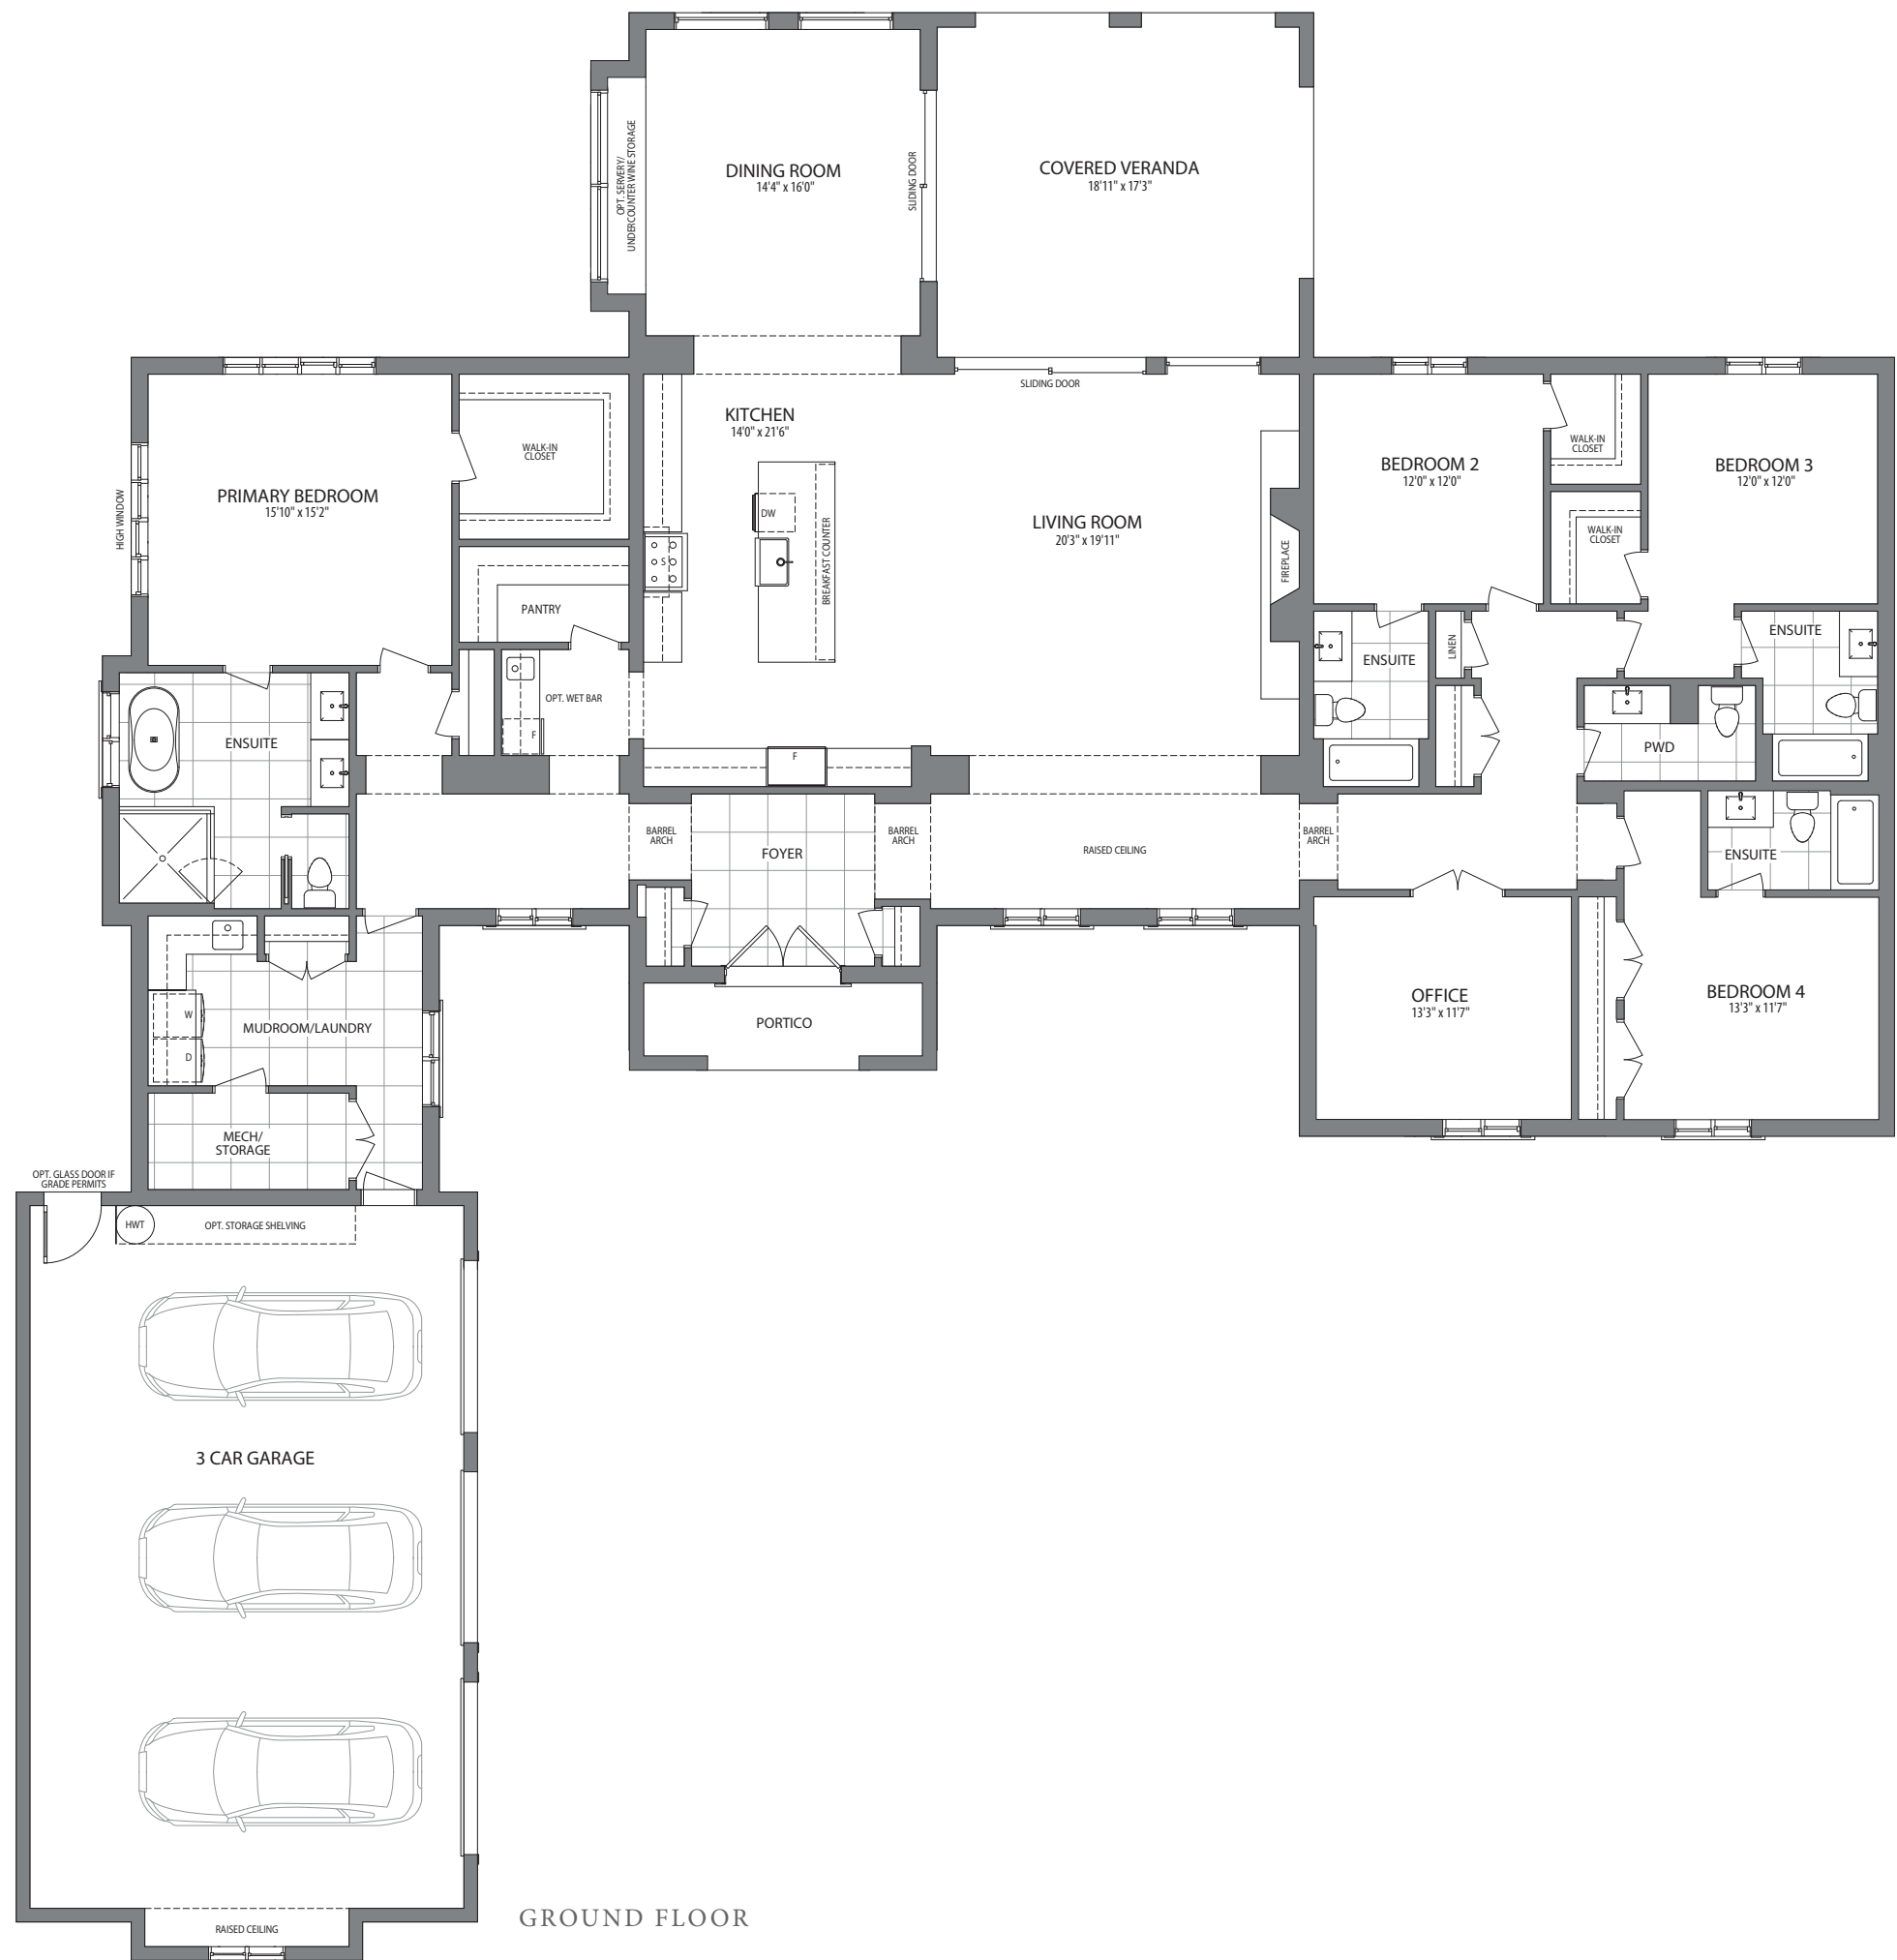 OPT. SERVERY/
UNDERCOUNTER WINE STORAGE
DINING ROOM
14'4" x 16'0"
SLIDING DOOR
COVERED VERANDA
18'11" x 17'3"
SLIDING DOOR
HIGH WINDOW
PRIMARY BEDROOM
15'10" x 15'2"
WALK-IN
CLOSET
PANTRY
KITCHEN
14'0" x 21'6"
DW
S
BREAKFAST COUNTER
LIVING ROOM
20'3" x 19'11"
FIREPLACE
BEDROOM 2
12'0" x 12'0"
WALK-IN
CLOSET
WALK-IN
CLOSET
BEDROOM 3
12'0" x 12'0"
ENSUITE
LINEN
ENSUITE
PWD
ENSUITE
OPT. WET BAR
F
F
BARREL
ARCH
FOYER
BARREL
ARCH
RAISED CEILING
BARREL
ARCH
ENSUITE
W
D
MUDROOM/LAUNDRY
PORTICO
OFFICE
13'3" x 11'7"
BEDROOM 4
13'3" x 11'7"
MECH/
STORAGE
OPT. GLASS DOOR IF
GRADE PERMITS
HWT
OPT. STORAGE SHELVING
3 CAR GARAGE
RAISED CEILING
GROUND FLOOR